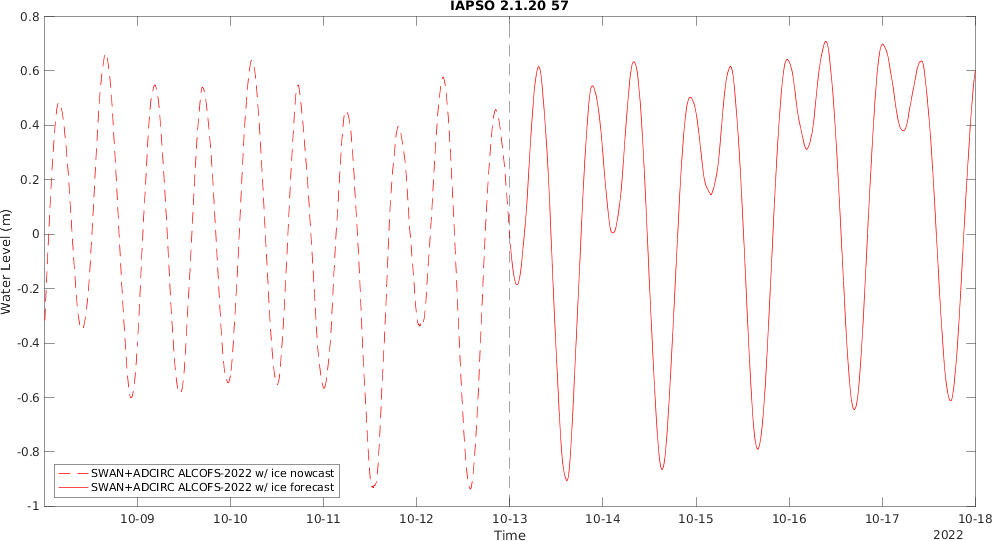 IAPSO 2.1.20 57
Water Level (m)
0.8
0.6
0.4
0.2
0
-0.2
-0.4
-0.6
-0.8
-1
SWAN+ADCIRC ALCOFS-2022 w/ ice nowcast
SWAN+ADCIRC ALCOFS-2022 w/ ice forecast
10-09 10-10 10-11 10-12 10-13 10-14 10-15 10-16 10-17 10-18
Time
2022